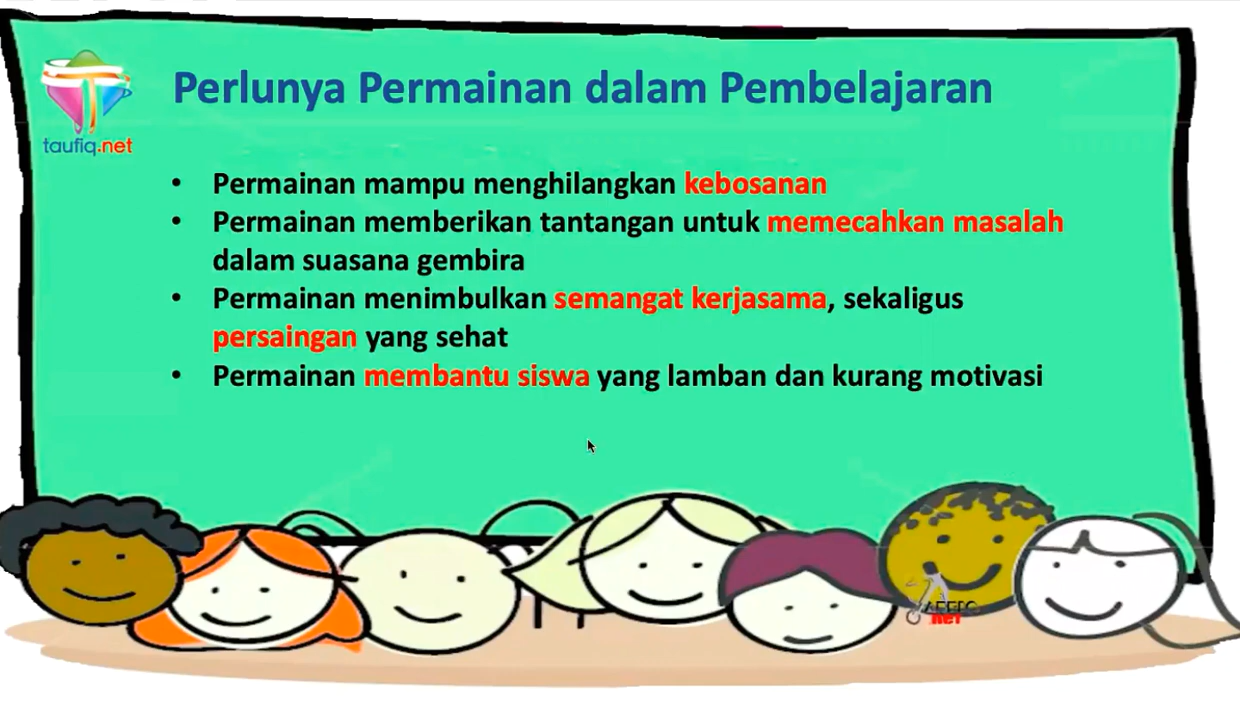 Perlunya Permainan dalam Pembelajaran
taufiq.net
• Permainan mampu menghilangkan kebosanan
• Permainan memberikan tantangan untuk memecahkan masalah
dalam suasana gembira
• Permainan menimbulkan semangat kerjasama, sekaligus
persaingan yang sehat
• Permainan membantu siswa yang lamban dan kurang motivasi
net